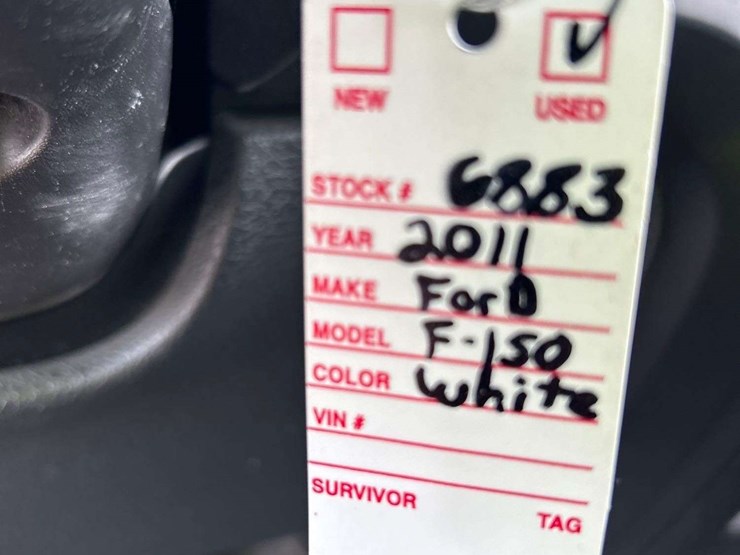 NEW USED
STOCK # 6883
YEAR 2011
MAKE Ford
MODEL F-150
COLOR white
VIN #
SURVIVOR TAG